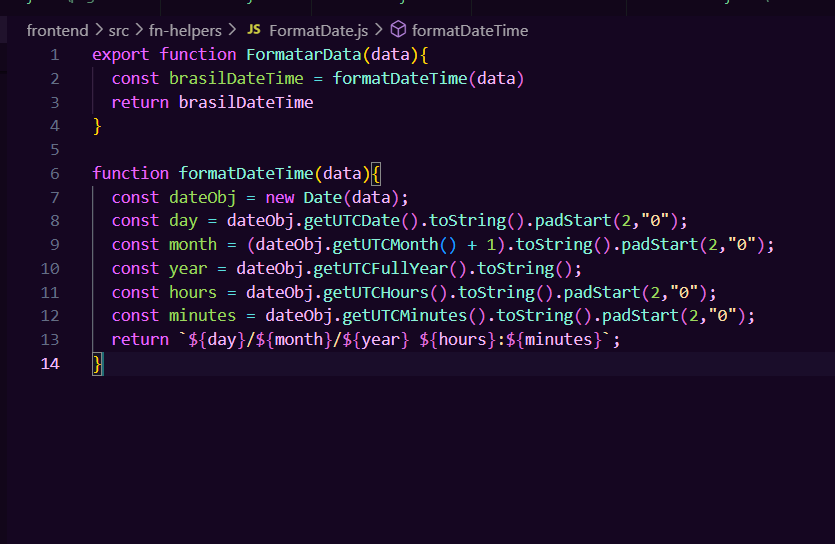 frontend > src > fn-helpers > JS FormatDate.js > formatDateTime
1 export function FormatarData(data){
2 const brasilDateTime = formatDateTime(data)
3 return brasilDateTime
4 }
5
6 function formatDateTime(data){
7 const dateObj = new Date(data);
8 const day = dateObj.getUTCDate().toString().padStart(2,"0");
9 const month = (dateObj.getUTCMonth() + 1).toString().padStart(2,"0");
10 const year = dateObj.getUTCFullYear().toString();
11 const hours = dateObj.getUTCHours().toString().padStart(2,"0");
12 const minutes = dateObj.getUTCMinutes().toString().padStart(2,"0");
13 return `${day}/${month}/${year} ${hours}:${minutes}`;
14 }